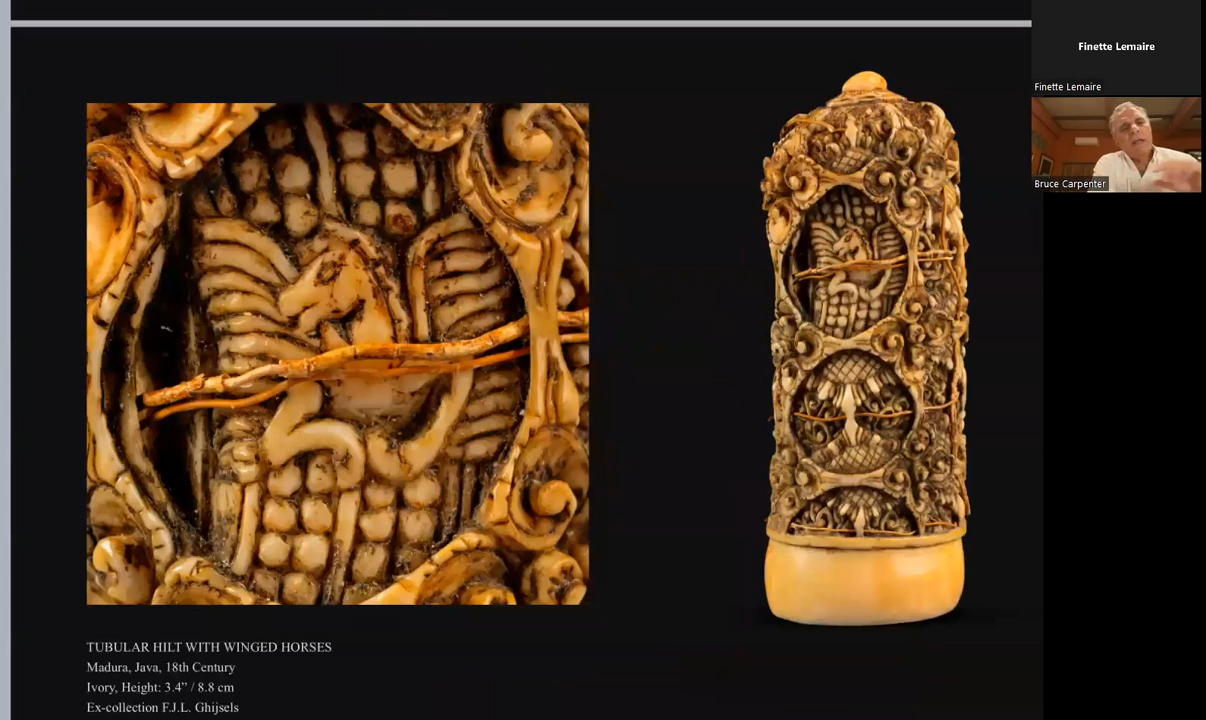 Finette Lemaire
Finette Lemaire
Bruce Carpenter
TUBULAR HILT WITH WINGED HORSES
Madura, Java, 18th Century
Ivory, Height: 3.4” / 8.8 cm
Ex-collection F.J.L. Ghijsels